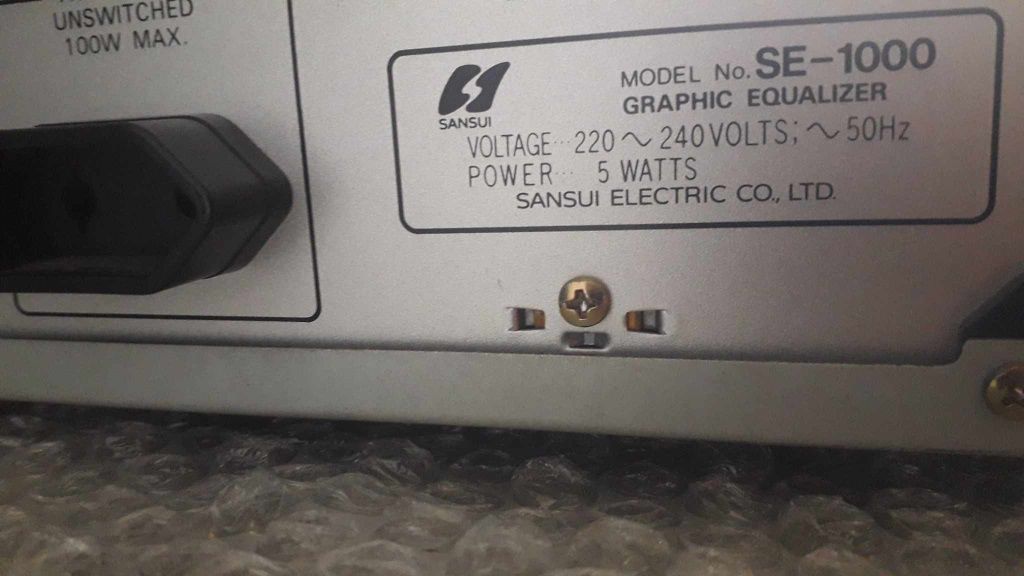 UNSWITCHED
100W MAX.
SANSUI
MODEL No. SE-1000
GRAPHIC EQUALIZER
VOLTAGE··· 220 ~ 240 VOLTS; ~ 50Hz
POWER··· 5 WATTS
SANSUI ELECTRIC CO., LTD.